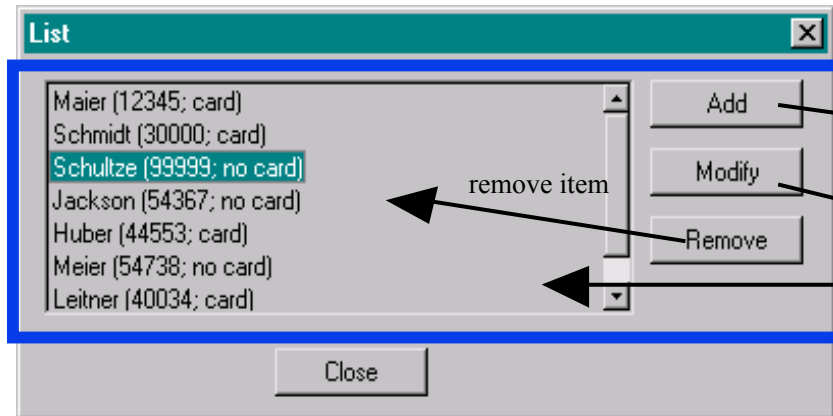 List
Maier (12345; card)
Add
Schmidt (30000; card)
Schultze (99999; no card)
Modify
remove item
Jackson (54367; no card)
Huber (44553; card)
Remove
Meier (54738; no card)
Leitner (40034; card)
Close